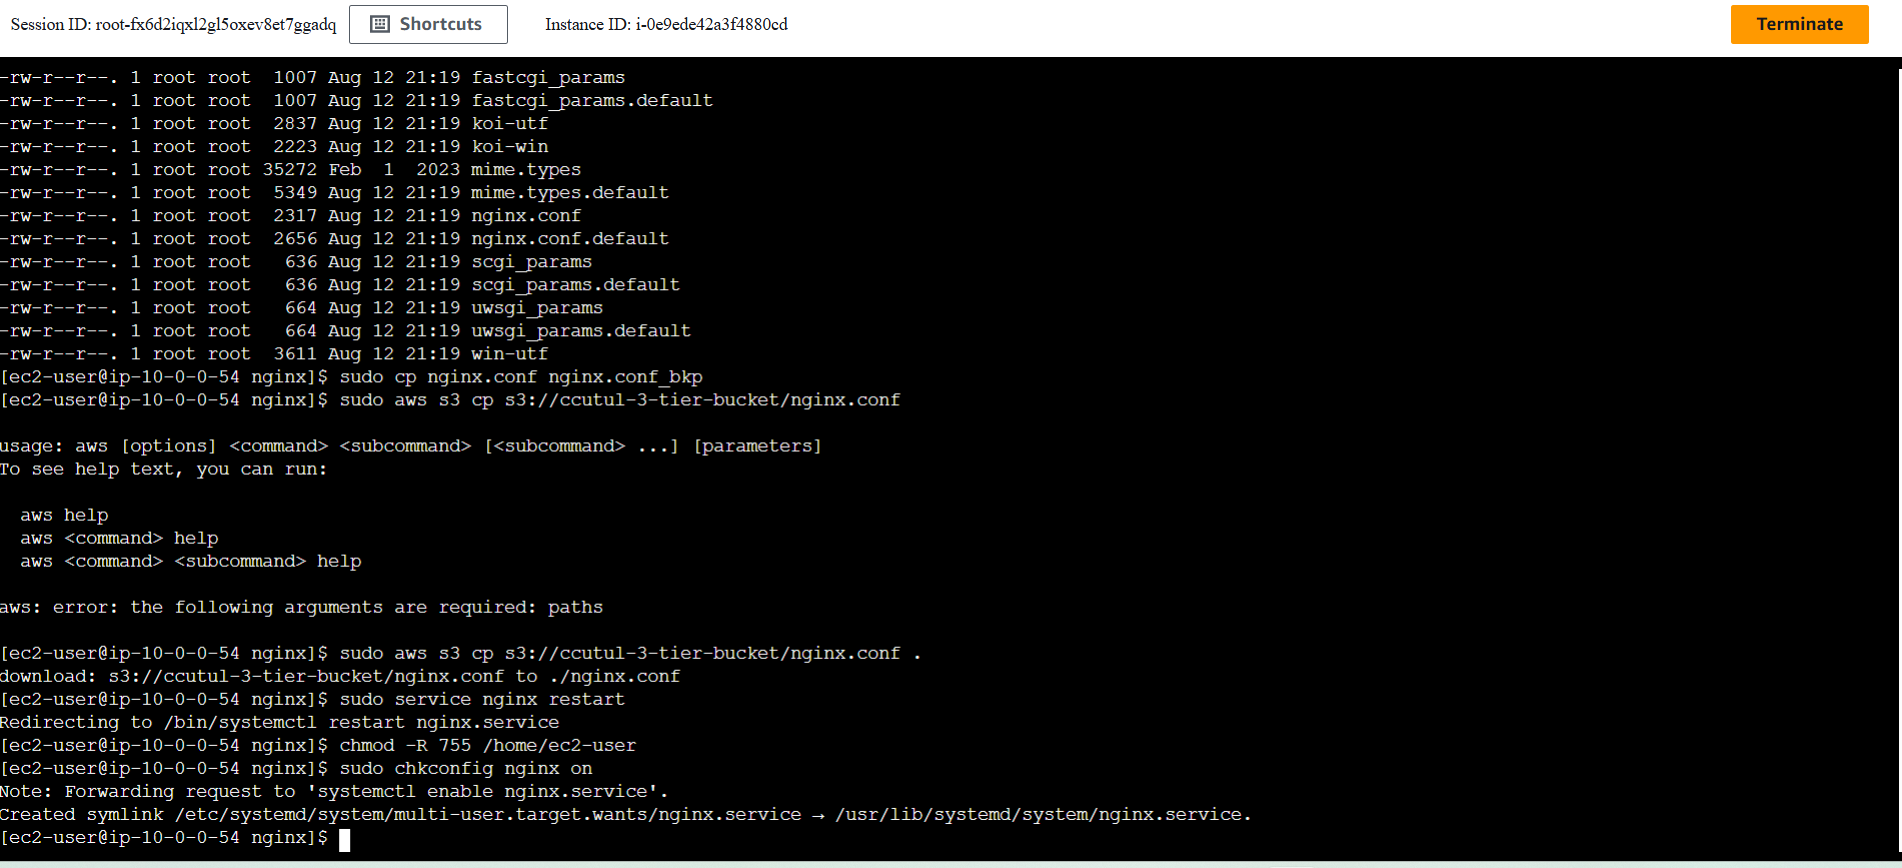 Session ID: root-fx6d2iqxl2gl5oxev8et7ggadq Shortcuts Instance ID: i-0e9ede42a3f4880cd Terminate
-rw-r--r--. 1 root root  1007 Aug 12 21:19 fastcgi_params
-rw-r--r--. 1 root root  1007 Aug 12 21:19 fastcgi_params.default
-rw-r--r--. 1 root root  2837 Aug 12 21:19 koi-utf
-rw-r--r--. 1 root root  2223 Aug 12 21:19 koi-win
-rw-r--r--. 1 root root 35272 Feb  1  2023 mime.types
-rw-r--r--. 1 root root  5349 Aug 12 21:19 mime.types.default
-rw-r--r--. 1 root root  2317 Aug 12 21:19 nginx.conf
-rw-r--r--. 1 root root  2656 Aug 12 21:19 nginx.conf.default
-rw-r--r--. 1 root root   636 Aug 12 21:19 scgi_params
-rw-r--r--. 1 root root   636 Aug 12 21:19 scgi_params.default
-rw-r--r--. 1 root root   664 Aug 12 21:19 uwsgi_params
-rw-r--r--. 1 root root   664 Aug 12 21:19 uwsgi_params.default
-rw-r--r--. 1 root root  3611 Aug 12 21:19 win-utf
[ec2-user@ip-10-0-0-54 nginx]$ sudo cp nginx.conf nginx.conf_bkp
[ec2-user@ip-10-0-0-54 nginx]$ sudo aws s3 cp s3://ccutul-3-tier-bucket/nginx.conf
usage: aws [options] <command> <subcommand> [<subcommand> ...] [parameters]
To see help text, you can run:
aws help
aws <command> help
aws <command> <subcommand> help
aws: error: the following arguments are required: paths
[ec2-user@ip-10-0-0-54 nginx]$ sudo aws s3 cp s3://ccutul-3-tier-bucket/nginx.conf .
download: s3://ccutul-3-tier-bucket/nginx.conf to ./nginx.conf
[ec2-user@ip-10-0-0-54 nginx]$ sudo service nginx restart
Redirecting to /bin/systemctl restart nginx.service
[ec2-user@ip-10-0-0-54 nginx]$ chmod -R 755 /home/ec2-user
[ec2-user@ip-10-0-0-54 nginx]$ sudo chkconfig nginx on
Note: Forwarding request to 'systemctl enable nginx.service'.
Created symlink /etc/systemd/system/multi-user.target.wants/nginx.service → /usr/lib/systemd/system/nginx.service.
[ec2-user@ip-10-0-0-54 nginx]$